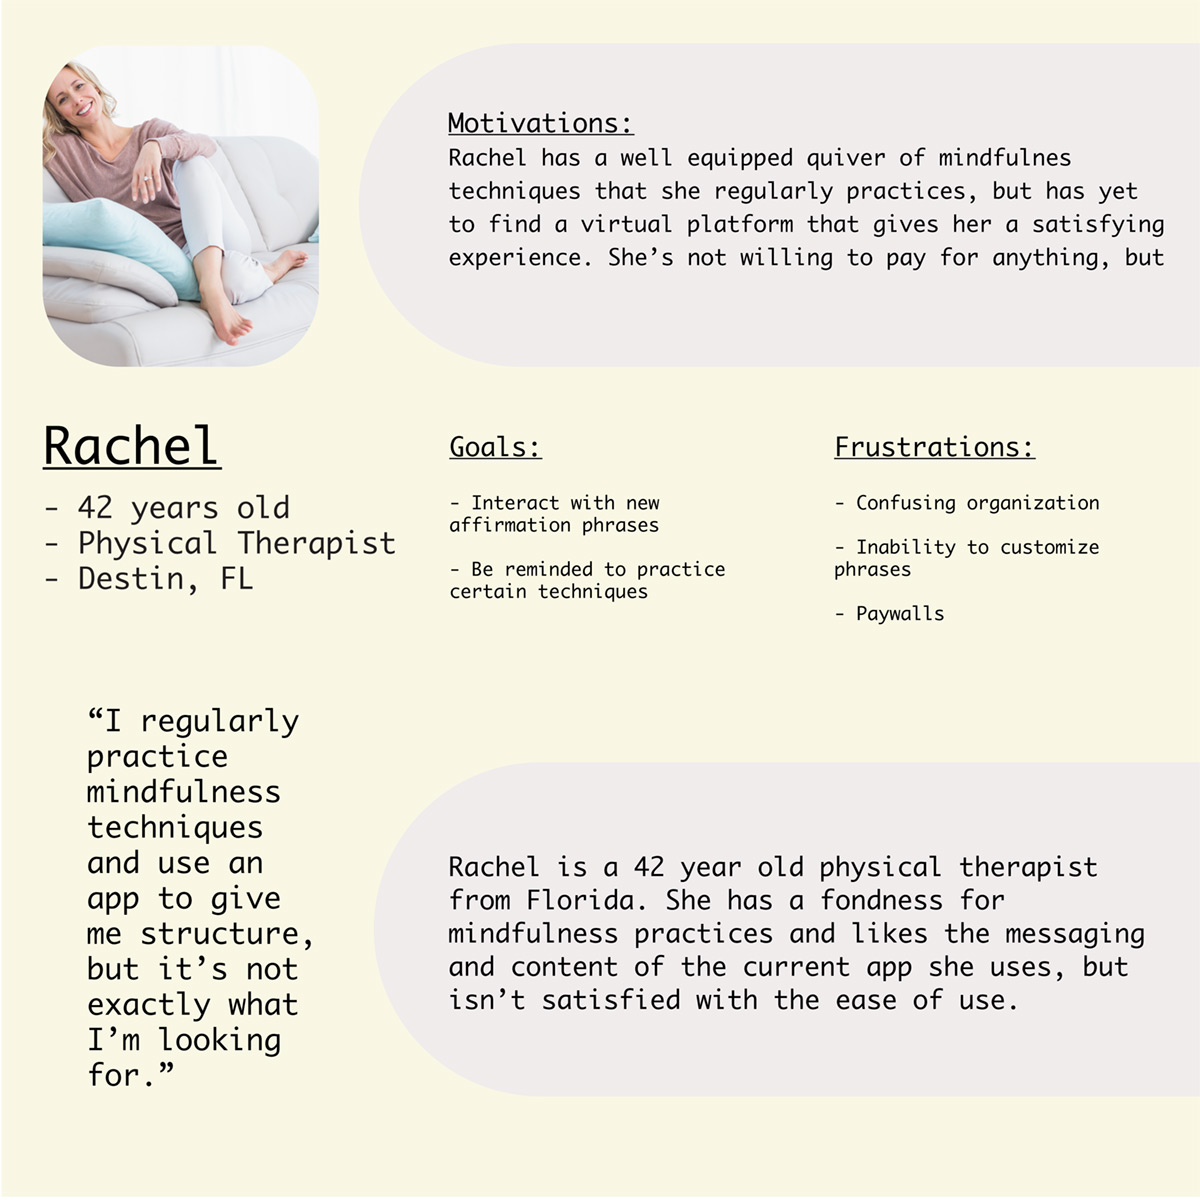 Motivations:
Rachel has a well equipped quiver of mindfulnes
techniques that she regularly practices, but has yet
to find a virtual platform that gives her a satisfying
experience. She’s not willing to pay for anything, but
Rachel
- 42 years old
- Physical Therapist
- Destin, FL
Goals:
- Interact with new
affirmation phrases
- Be reminded to practice
certain techniques
Frustrations:
- Confusing organization
- Inability to customize
phrases
- Paywalls
“I regularly
practice
mindfulness
techniques
and use an
app to give
me structure,
but it’s not
exactly what
I’m looking
for.”
Rachel is a 42 year old physical therapist
from Florida. She has a fondness for
mindfulness practices and likes the messaging
and content of the current app she uses, but
isn’t satisfied with the ease of use.